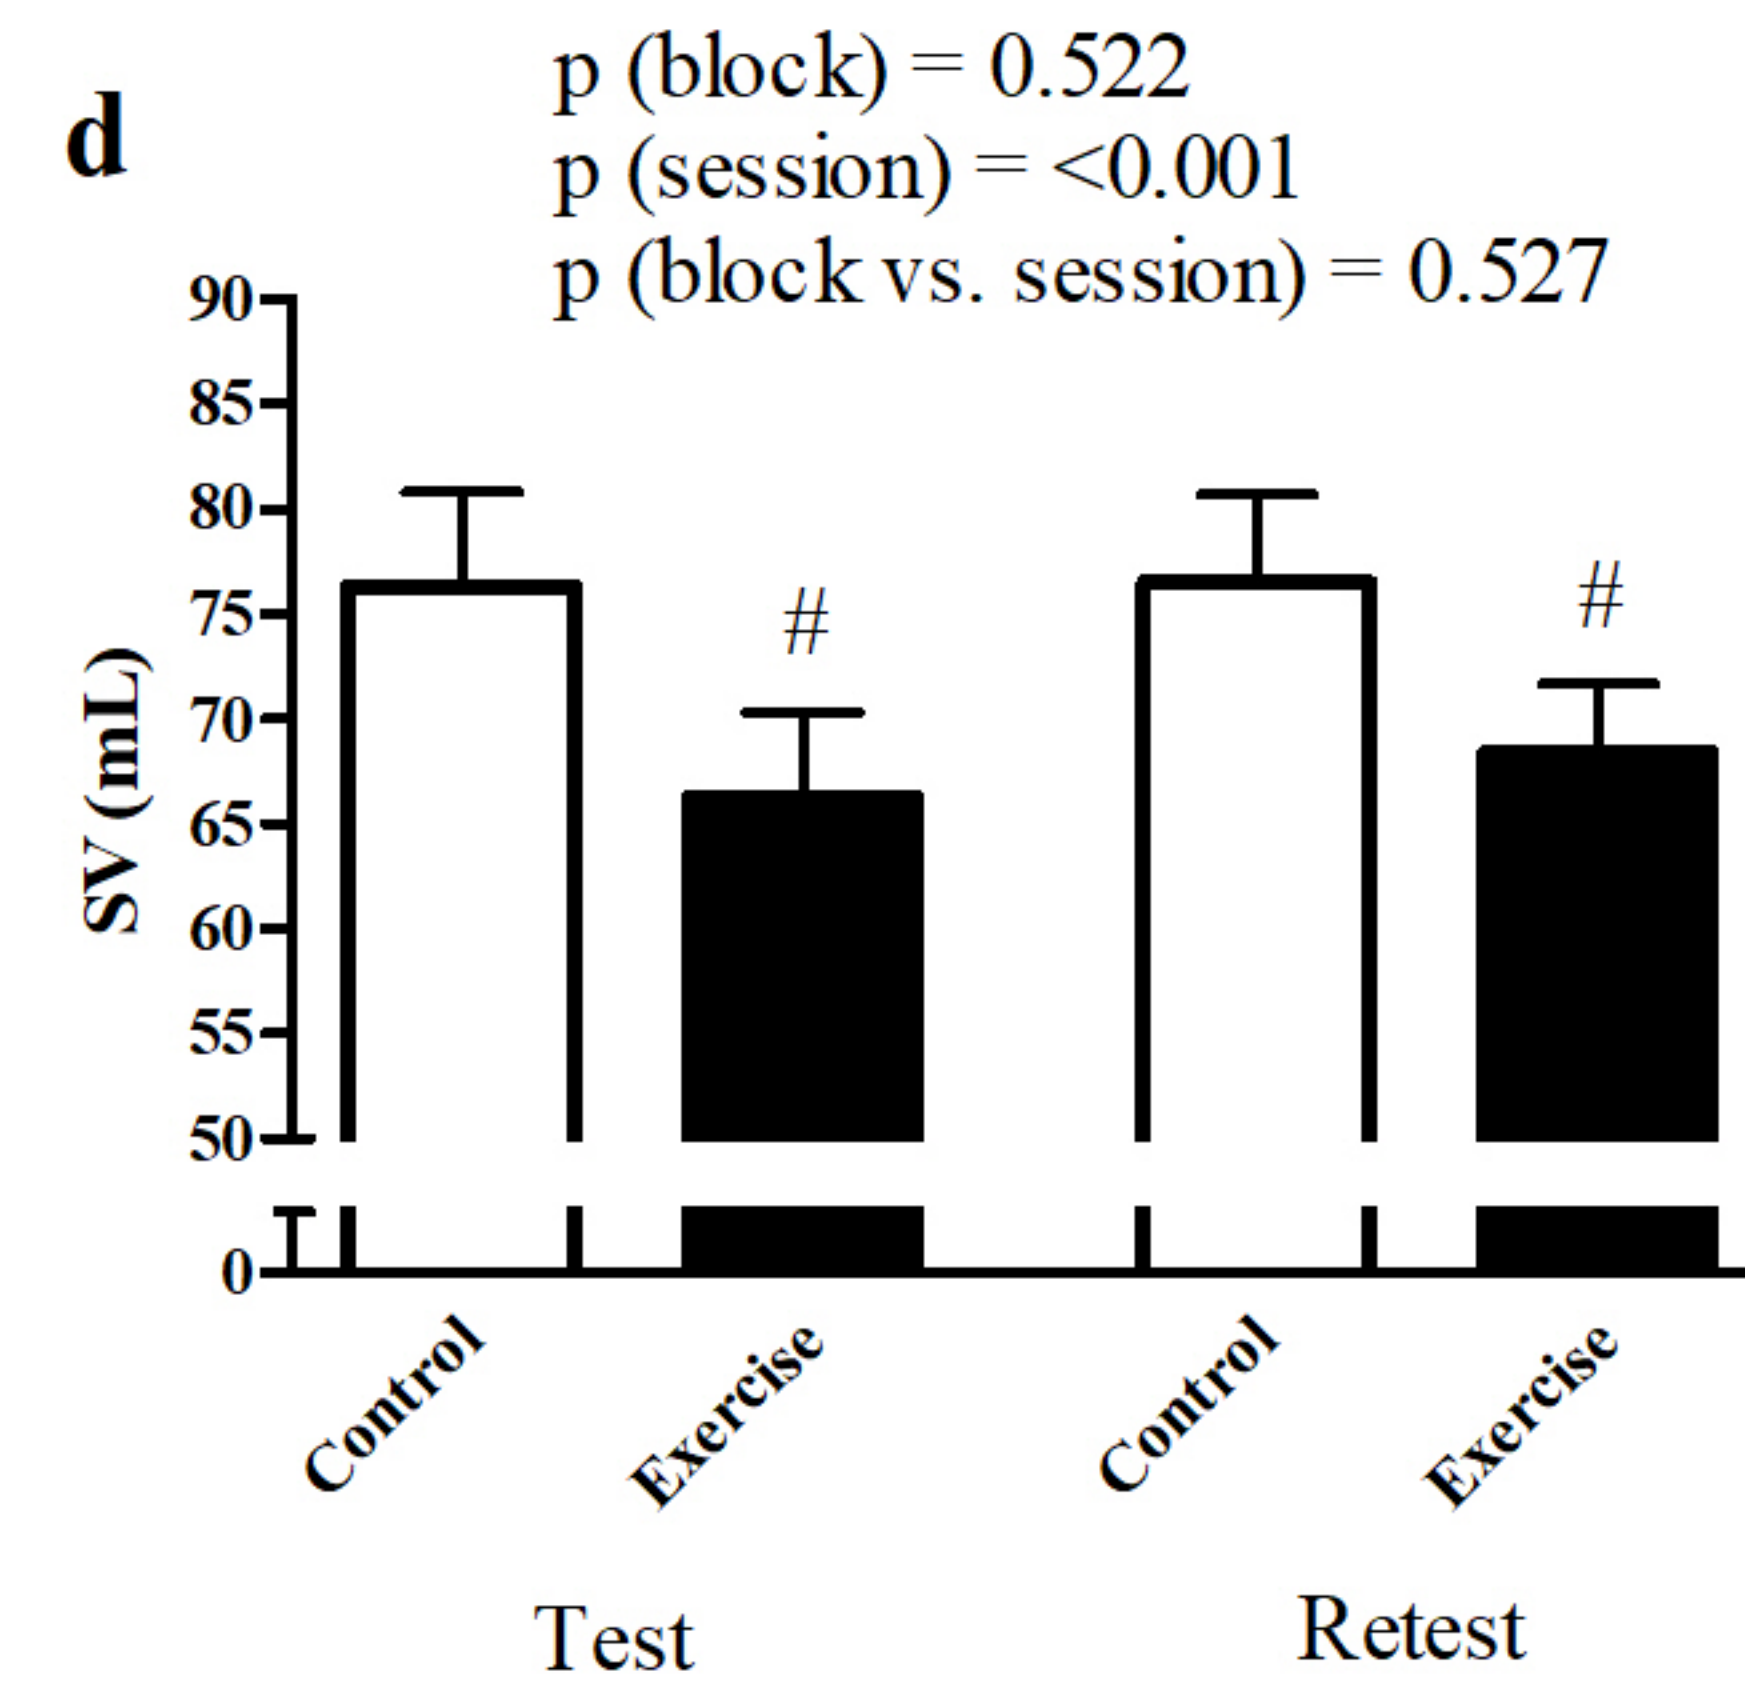 d
p (block) = 0.522
p (session) = <0.001
p (block vs. session) = 0.527
SV (mL)
90
85
80
75
70
65
60
55
50
0
#
#
Control
Exercise
Control
Exercise
Test
Retest